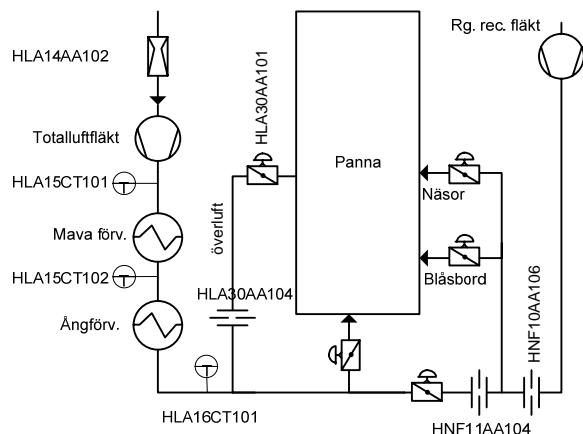 Rg. rec. fläkt
HLA14AA102
HLA30AA101
Totalluftfläkt
Panna
HLA15CT101
Näsor
överluft
Mava förv.
Blåsbord
HLA15CT102
HLA30AA104
HNF10AA106
Ångförv.
HLA16CT101
HNF11AA104
T
T
T